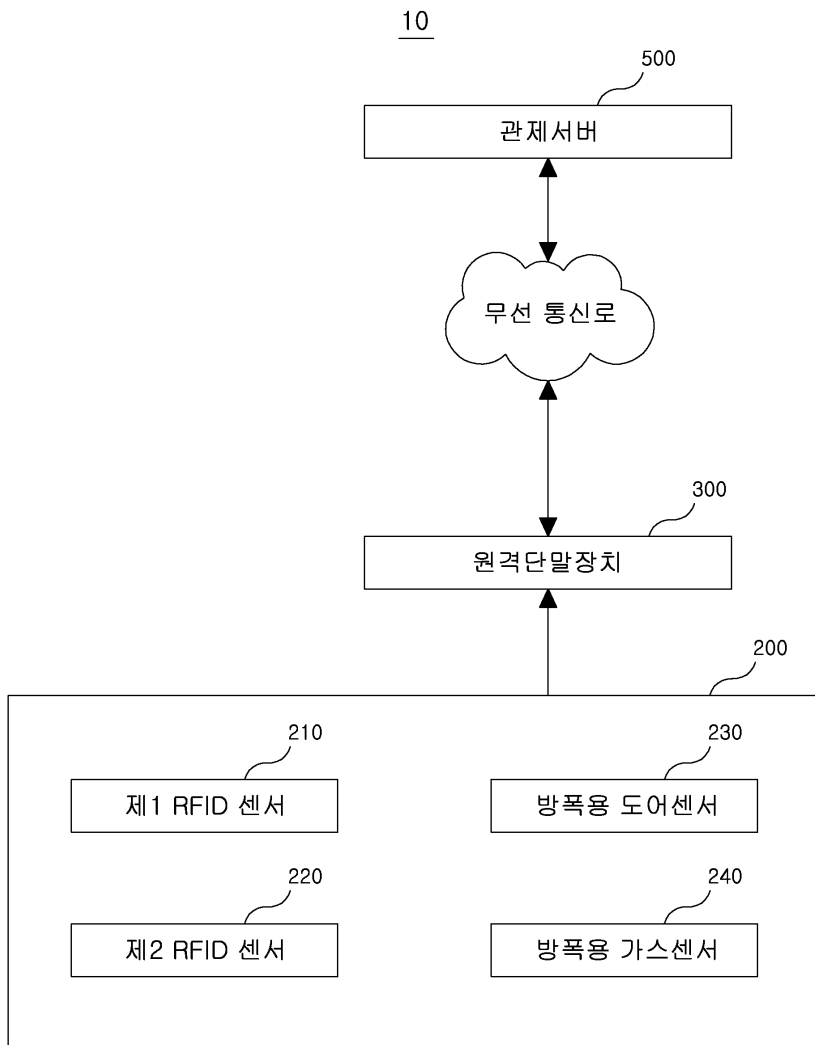 10
500
관제서버
무선 통신로
300
원격단말장치
200
210
230
제1 RFID 센서
방폭용 도어센서
220
240
제2 RFID 센서
방폭용 가스센서